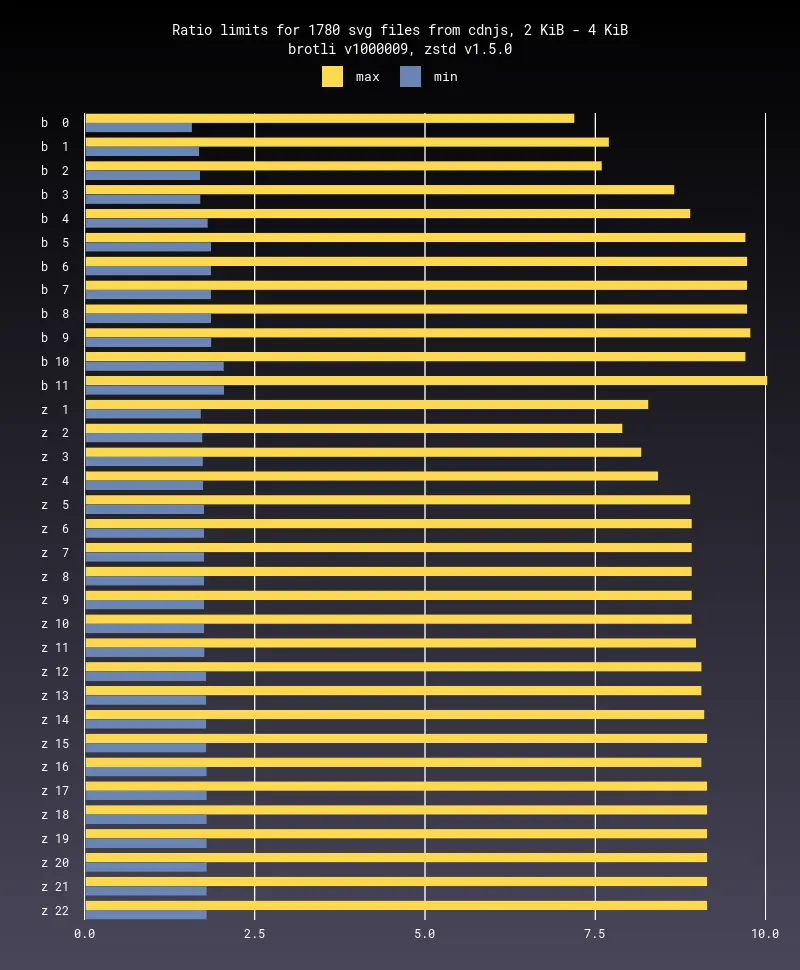 Ratio limits for 1780 svg files from cdnjs, 2 KiB - 4 KiB
brotli v1000009, zstd v1.5.0
max min
b 0
b 1
b 2
b 3
b 4
b 5
b 6
b 7
b 8
b 9
b 10
b 11
z 1
z 2
z 3
z 4
z 5
z 6
z 7
z 8
z 9
z 10
z 11
z 12
z 13
z 14
z 15
z 16
z 17
z 18
z 19
z 20
z 21
z 22
0.0 2.5 5.0 7.5 10.0